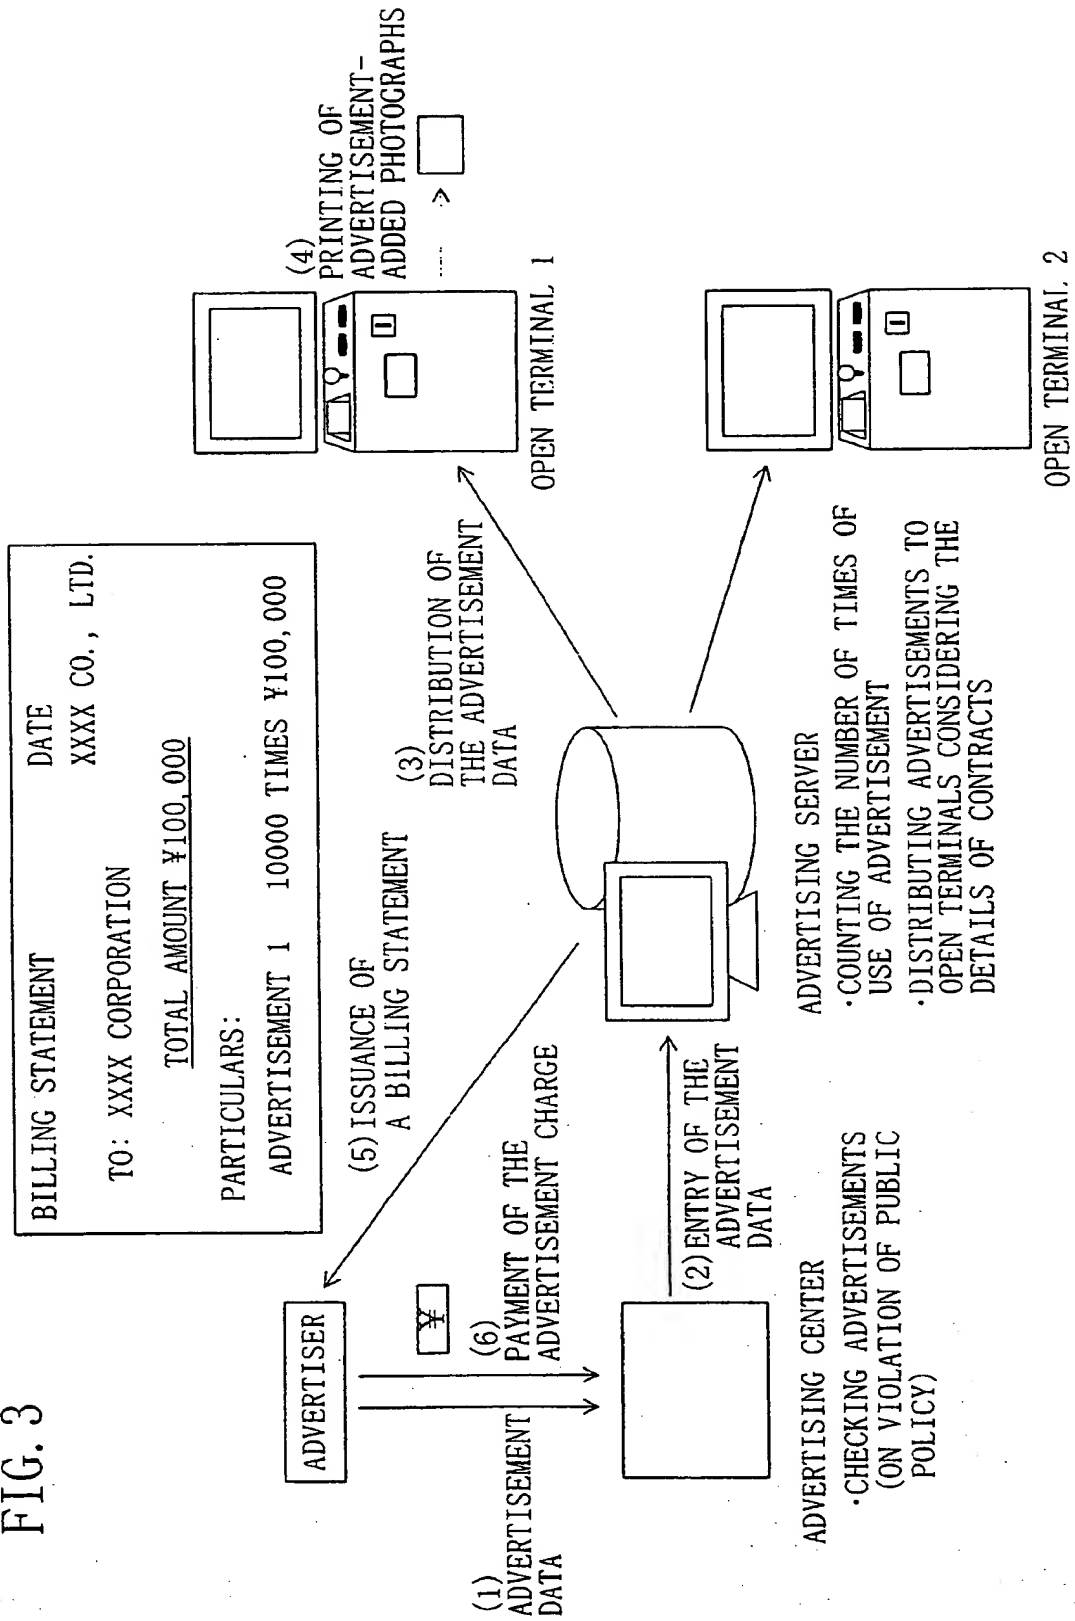 FIG. 3
BILLING STATEMENT
DATE
TO: XXXX CORPORATION
XXXX CO., LTD.
TOTAL AMOUNT ¥100,000
PARTICULARS:
ADVERTISEMENT 1 10000 TIMES ¥100,000
ADVERTISER
(1)
ADVERTISEMENT
DATA
¥
(6)
PAYMENT OF THE
ADVERTISEMENT CHARGE
(5) ISSUANCE OF
A BILLING STATEMENT
(2) ENTRY OF THE
ADVERTISEMENT
DATA
(3)
DISTRIBUTION OF
THE ADVERTISEMENT
DATA
(4)
PRINTING OF
ADVERTISEMENT-
ADDED PHOTOGRAPHS
OPEN TERMINAL 1
OPEN TERMINAL 2
ADVERTISING CENTER
·CHECKING ADVERTISEMENTS
(ON VIOLATION OF PUBLIC
POLICY)
ADVERTISING SERVER
·COUNTING THE NUMBER OF TIMES OF
USE OF ADVERTISEMENT
·DISTRIBUTING ADVERTISEMENTS TO
OPEN TERMINALS CONSIDERING THE
DETAILS OF CONTRACTS